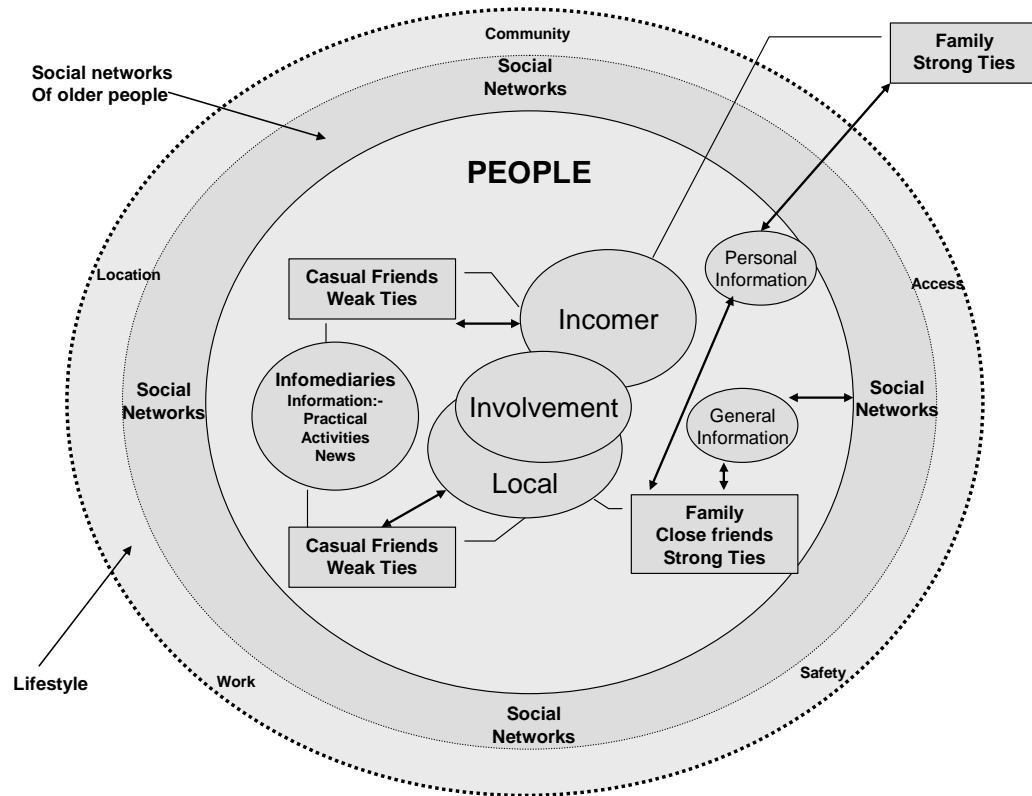 Community
Family
Strong Ties
Social networks
Of older people
Social
Networks
PEOPLE
Personal
Information
Location
Access
Casual Friends
Weak Ties
Incomer
Infomediaries
Information:-
Practical
Activities
News
Social
Networks
Involvement
General
Information
Social
Networks
Local
Family
Close friends
Strong Ties
Casual Friends
Weak Ties
Lifestyle
Work
Safety
Social
Networks